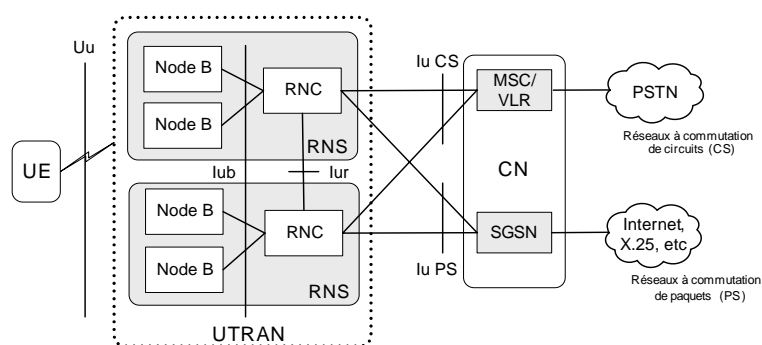 Uu
UE
Node B
Node B
RNC
RNS
Iub
Iur
Node B
Node B
RNC
RNS
UTRAN
Iu CS
Iu PS
MSC/
VLR
CN
SGSN
PSTN
Réseaux à commutation
de circuits (CS)
Internet,
X.25, etc
Réseaux à commutation
de paquets (PS)